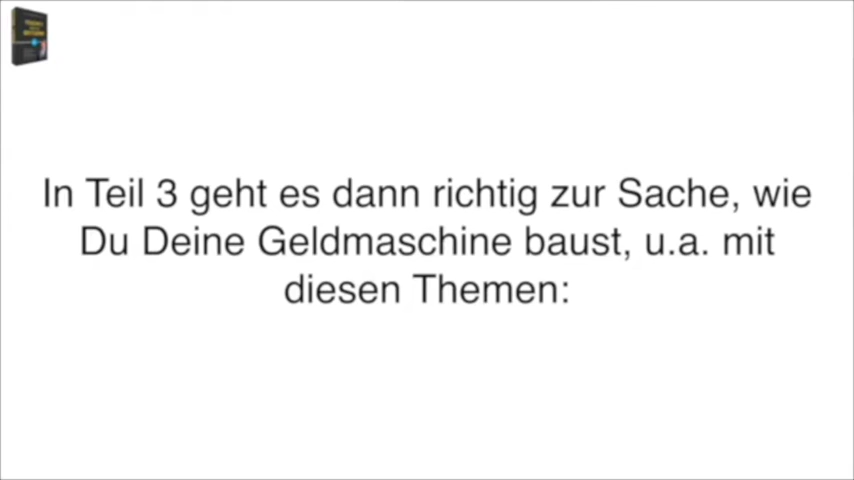 In Teil 3 geht es dann richtig zur Sache, wie
Du Deine Geldmaschine baust, u.a. mit
diesen Themen: